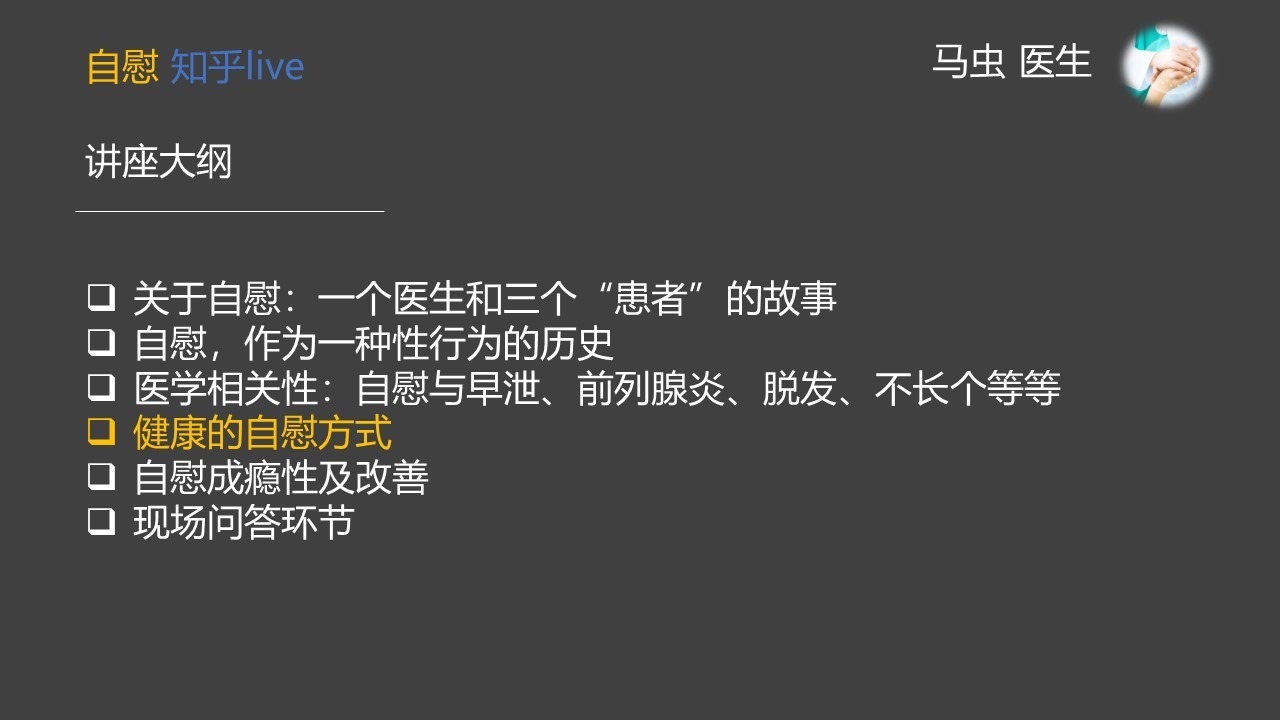 自慰 知乎live
马虫 医生
讲座大纲
关于自慰：一个医生和三个“患者”的故事
自慰，作为一种性行为的历史
医学相关性：自慰与早泄、前列腺炎、脱发、不长个等等
健康的自慰方式
自慰成瘾性及改善
现场问答环节